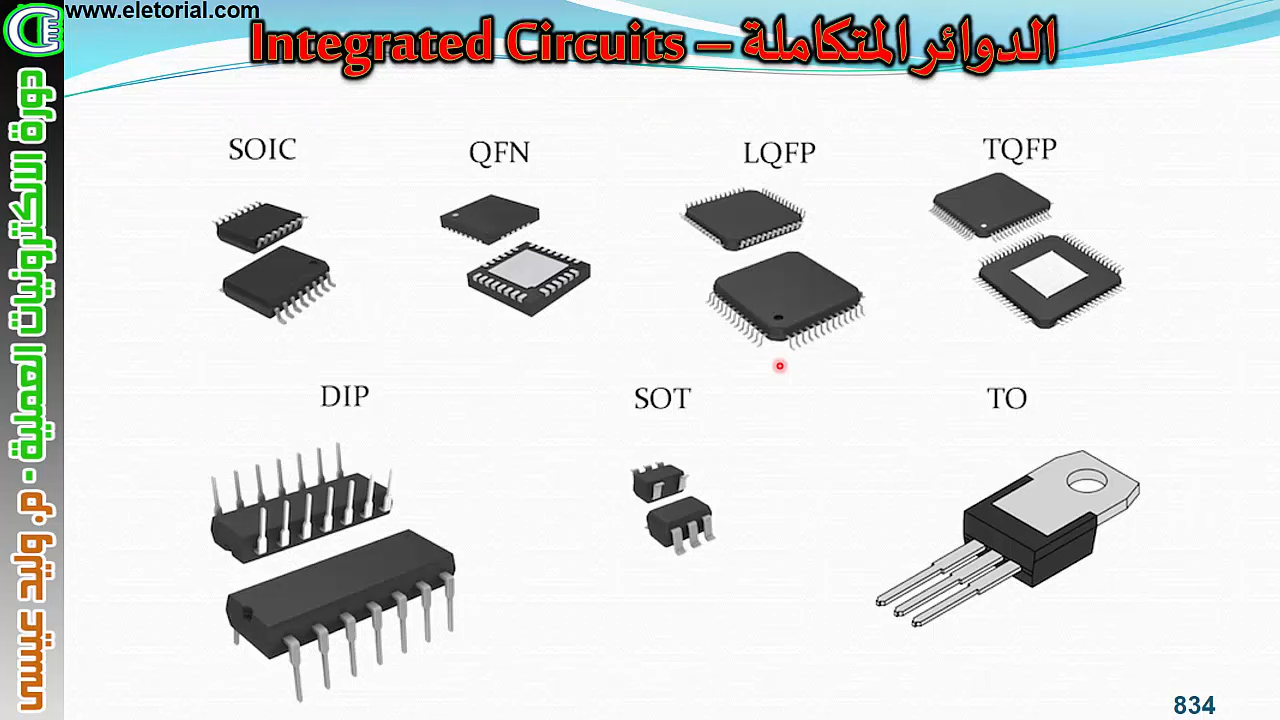 www.eletorial.com
Integrated Circuits – الدوائر المتكاملة
دورة الالكترونيات العملية - م. وليد عيسى
SOIC
QFN
LQFP
TQFP
DIP
SOT
TO
834